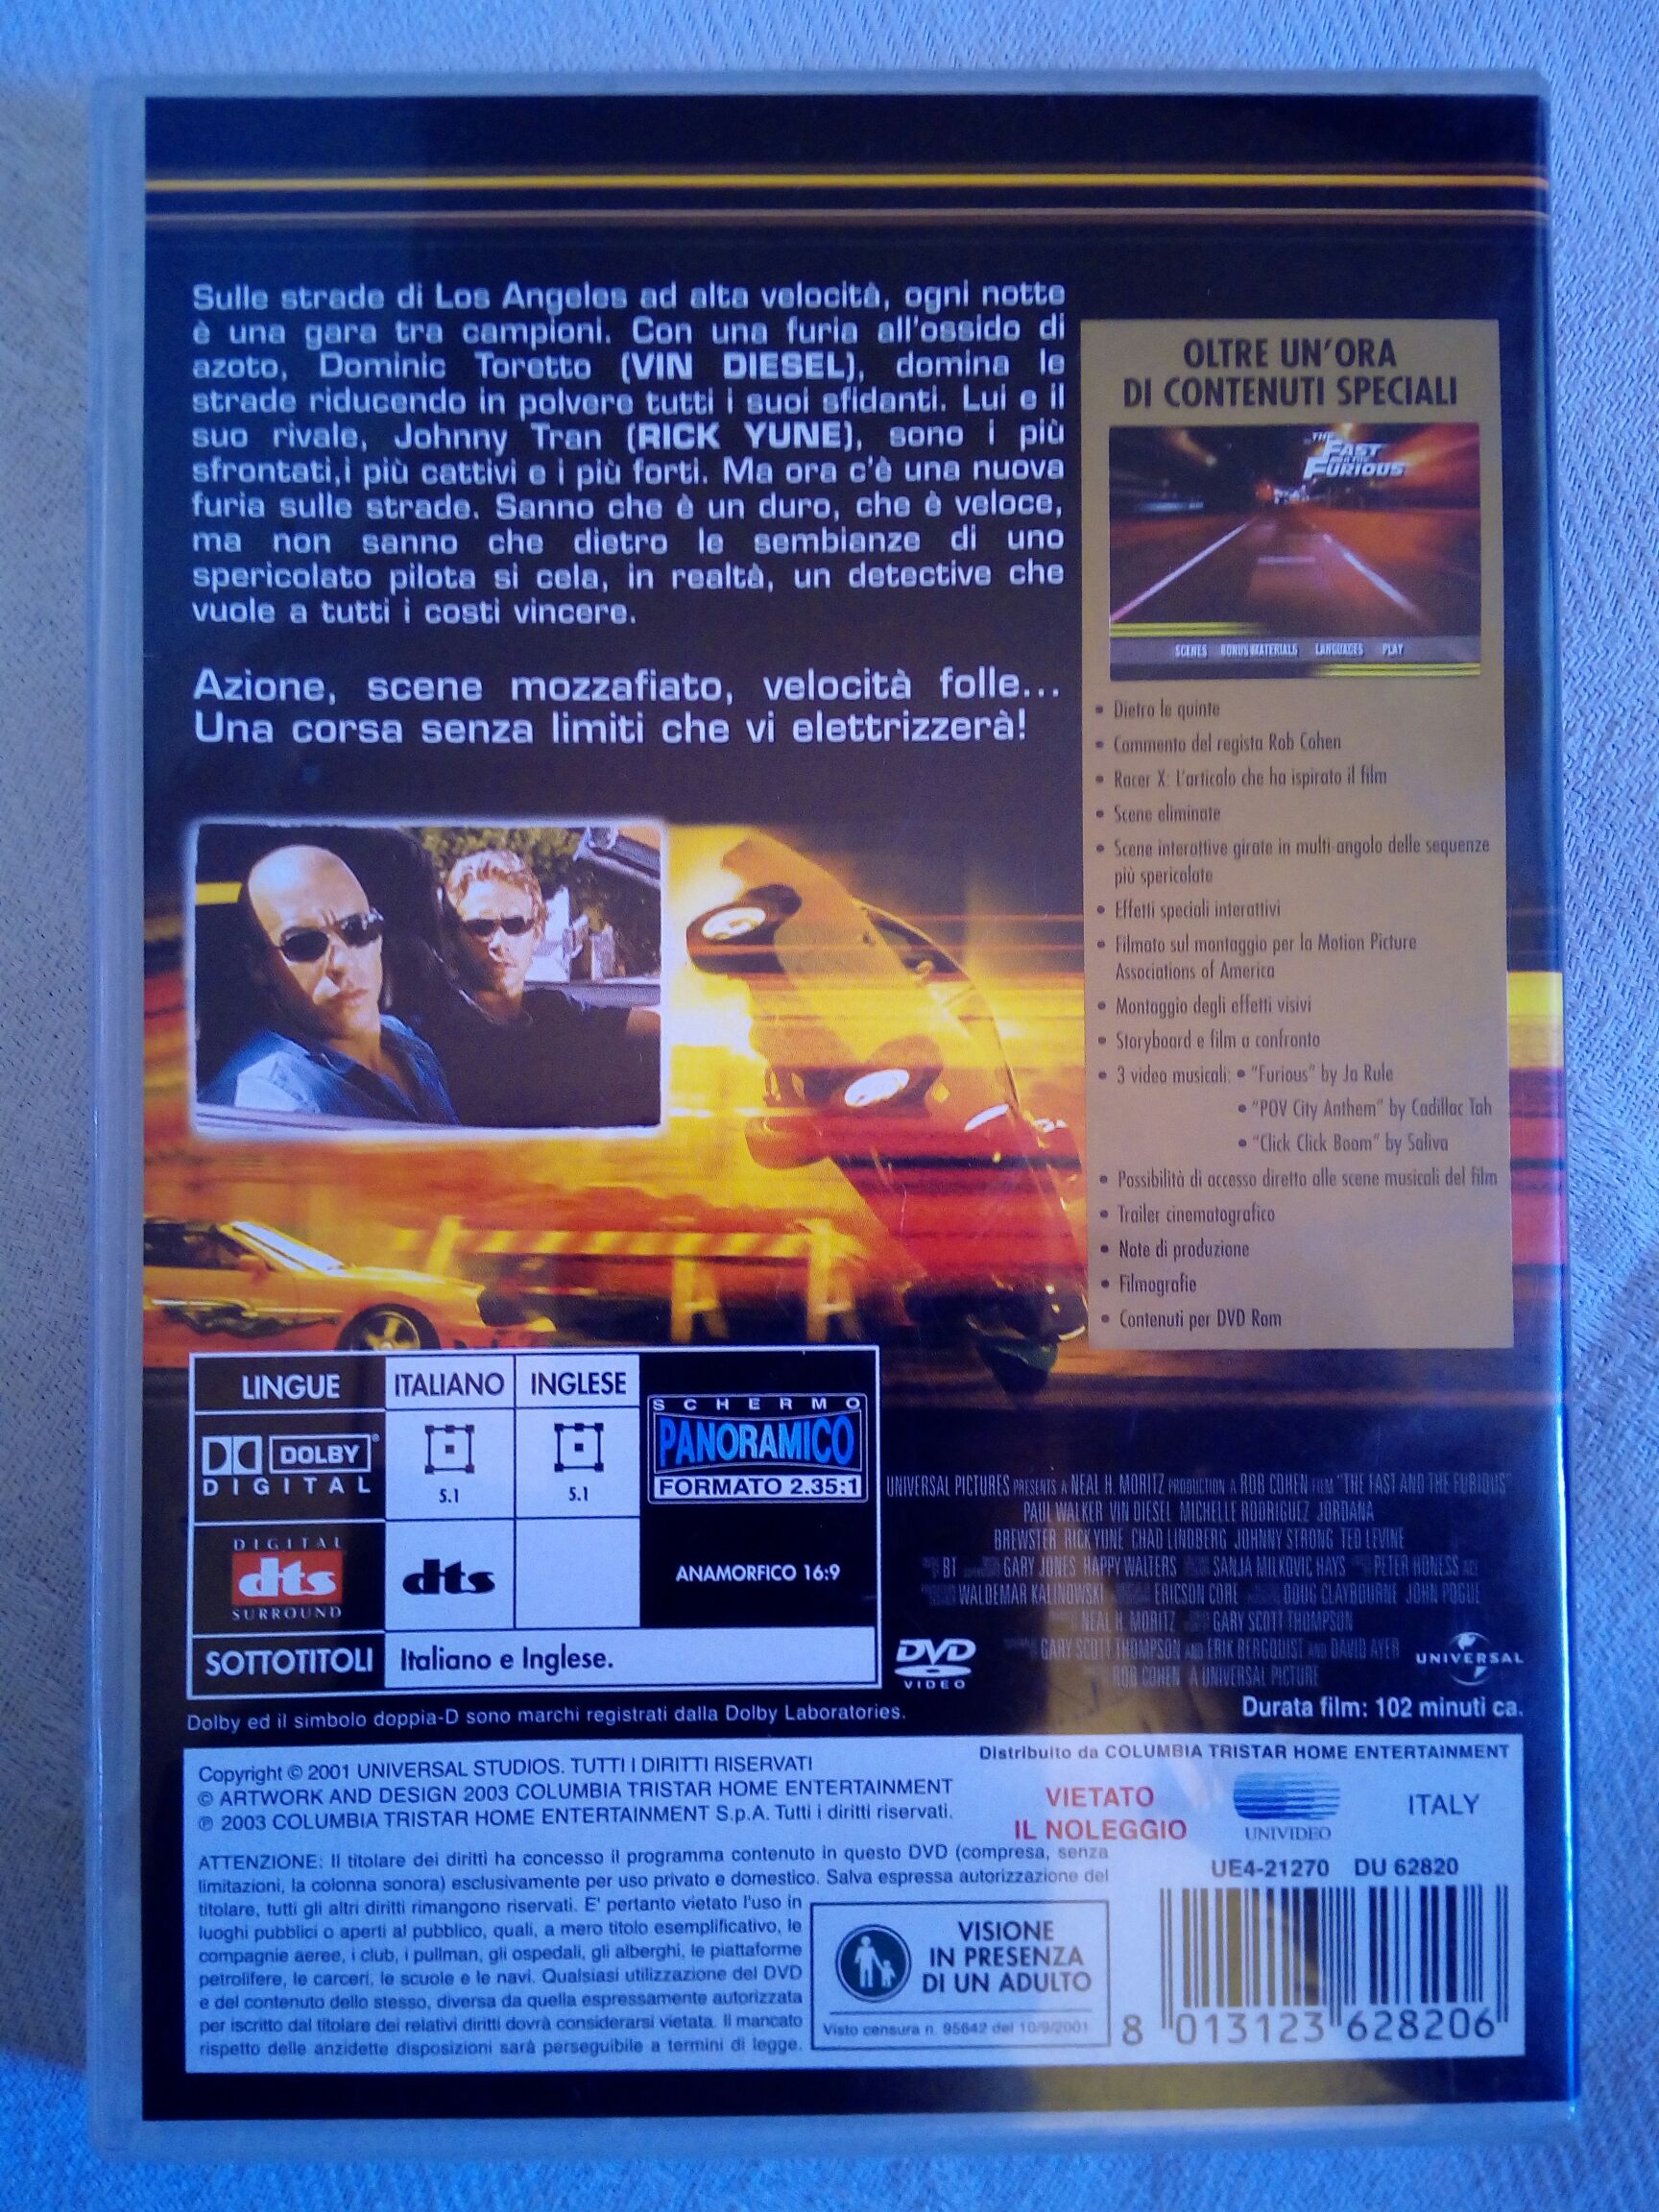 Sulle strade di Los Angeles ad alta velocità, ogni notte
è una gara tra campioni. Con una furia all'ossido di
azoto, Dominic Toretto (VIN DIESEL), domina le
strade riducendo in polvere tutti i suoi sfidanti. Lui e il
suo rivale, Johnny Tran (RICK YUNE), sono i più
sfrontati,i più cattivi e i più forti. Ma ora c'è una nuova
furia sulle strade. Sanno che è un duro, che è veloce,
ma non sanno che dietro le sembianze di uno
spericolato pilota si cela, in realtà, un detective che
vuole a tutti i costi vincere.
Azione, scene mozzafiato, velocità folle...
Una corsa senza limiti che vi elettrizzerà!
OLTRE UN'ORA
DI CONTENUTI SPECIALI
THE
FAST
FURIOUS
SCENES BONUS MATERIALS LANGUAGES PLAY
• Dietro le quinte
• Commento del regista Rob Cohen
• Racer X: L'articolo che ha ispirato il film
• Scene eliminate
• Scene interattive girate in multi-angolo delle sequenze
più spericolate
• Effetti speciali interattivi
• Filmato sul montaggio per la Motion Picture
Associations of America
• Montaggio degli effetti visivi
• Storyboard e film a confronto
• 3 video musicali: • "Furious" by Ja Rule
• "POV City Anthem" by Cadillac Tah
• "Click Click Boom" by Saliva
• Possibilità di accesso diretto alle scene musicali del film
• Trailer cinematografico
• Note di produzione
• Filmografie
• Contenuti per DVD Rom
LINGUE ITALIANO INGLESE
DOLBY
DIGITAL
5.1 5.1
SCHERMO
PANORAMICO
FORMATO 2.35:1
DIGITAL
dts
SURROUND
dts
ANAMORFICO 16:9
SOTTOTITOLI Italiano e Inglese.
UNIVERSAL PICTURES PRESENTS A NEAL H. MORITZ PRODUCTION A ROB COHEN FILM "THE FAST AND THE FURIOUS"
PAUL WALKER VIN DIESEL MICHELLE RODRIGUEZ JORDANA
BREWSTER RICK YUNE CHAD LINDBERG JOHNNY STRONG TED LEVINE
BT GARY JONES HAPPY WALTERS SANJA MILKOVIC HAYS PETER HONESS ACE
WALDEMAR KALINOWSKI ERICSON CORE DOUG CLAYBOURNE JOHN POGUE
NEAL H. MORITZ GARY SCOTT THOMPSON
GARY SCOTT THOMPSON AND ERIK BERGQUIST AND DAVID AYER
ROB COHEN A UNIVERSAL PICTURE
DVD
VIDEO
UNIVERSAL
Durata film: 102 minuti ca.
Dolby ed il simbolo doppia-D sono marchi registrati dalla Dolby Laboratories.
Copyright © 2001 UNIVERSAL STUDIOS. TUTTI I DIRITTI RISERVATI
© ARTWORK AND DESIGN 2003 COLUMBIA TRISTAR HOME ENTERTAINMENT
℗ 2003 COLUMBIA TRISTAR HOME ENTERTAINMENT S.p.A. Tutti i diritti riservati.
Distribuito da COLUMBIA TRISTAR HOME ENTERTAINMENT
VIETATO
IL NOLEGGIO
UNIVIDEO
ITALY
UE4-21270 DU 62820
ATTENZIONE: Il titolare dei diritti ha concesso il programma contenuto in questo DVD (compresa, senza
limitazioni, la colonna sonora) esclusivamente per uso privato e domestico. Salva espressa autorizzazione del
titolare, tutti gli altri diritti rimangono riservati. E' pertanto vietato l'uso in
luoghi pubblici o aperti al pubblico, quali, a mero titolo esemplificativo, le
compagnie aeree, i club, i pullman, gli ospedali, gli alberghi, le piattaforme
petrolifere, le carceri, le scuole e le navi. Qualsiasi utilizzazione del DVD
e del contenuto dello stesso, diversa da quella espressamente autorizzata
per iscritto dal titolare dei relativi diritti dovrà considerarsi vietata. Il mancato
rispetto delle anzidette disposizioni sarà perseguibile a termini di legge.
VISIONE
IN PRESENZA
DI UN ADULTO
Visto censura n. 95642 del 10/9/2001
8 013123 628206